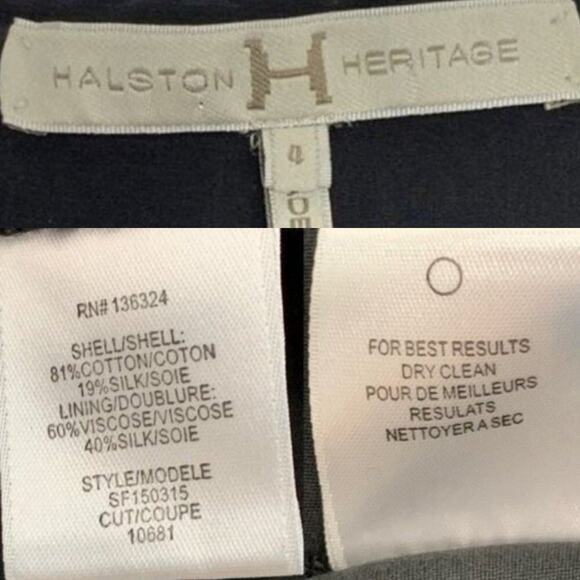 HALSTON H HERITAGE
4
RN# 136324
SHELL/SHELL:
81%COTTON/COTON
19%SILK/SOIE
LINING/DOUBLURE:
60%VISCOSE/VISCOSE
40%SILK/SOIE
STYLE/MODELE
SF150315
CUT/COUPE
10681
FOR BEST RESULTS
DRY CLEAN
POUR DE MEILLEURS
RESULATS
NETTOYER A SEC